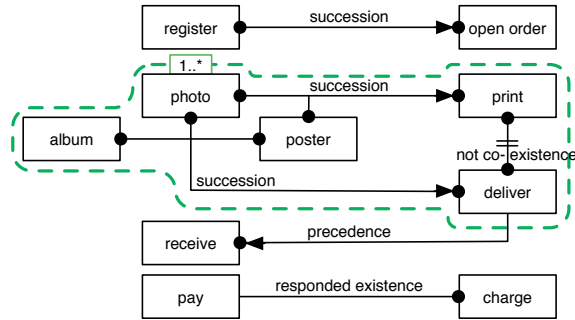 register
succession
open order
1..*
photo
succession
print
album
poster
not co-existence
succession
deliver
receive
precedence
pay
responded existence
charge